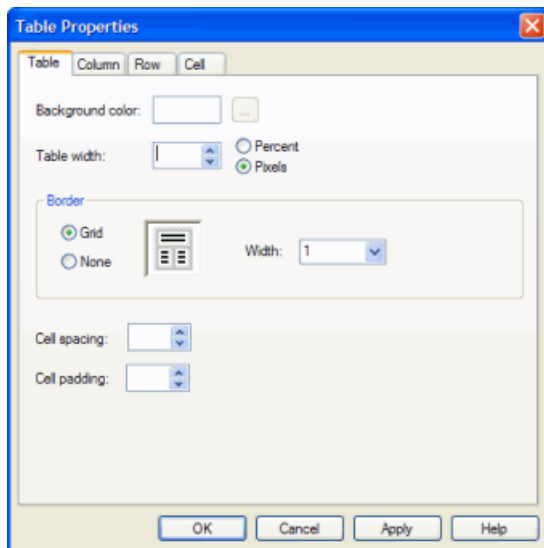 Table Properties
Table Column Row Cell
Background color: ...
Table width: Percent
Pixels
Border
Grid
None
Width: 1
Cell spacing:
Cell padding:
OK Cancel Apply Help